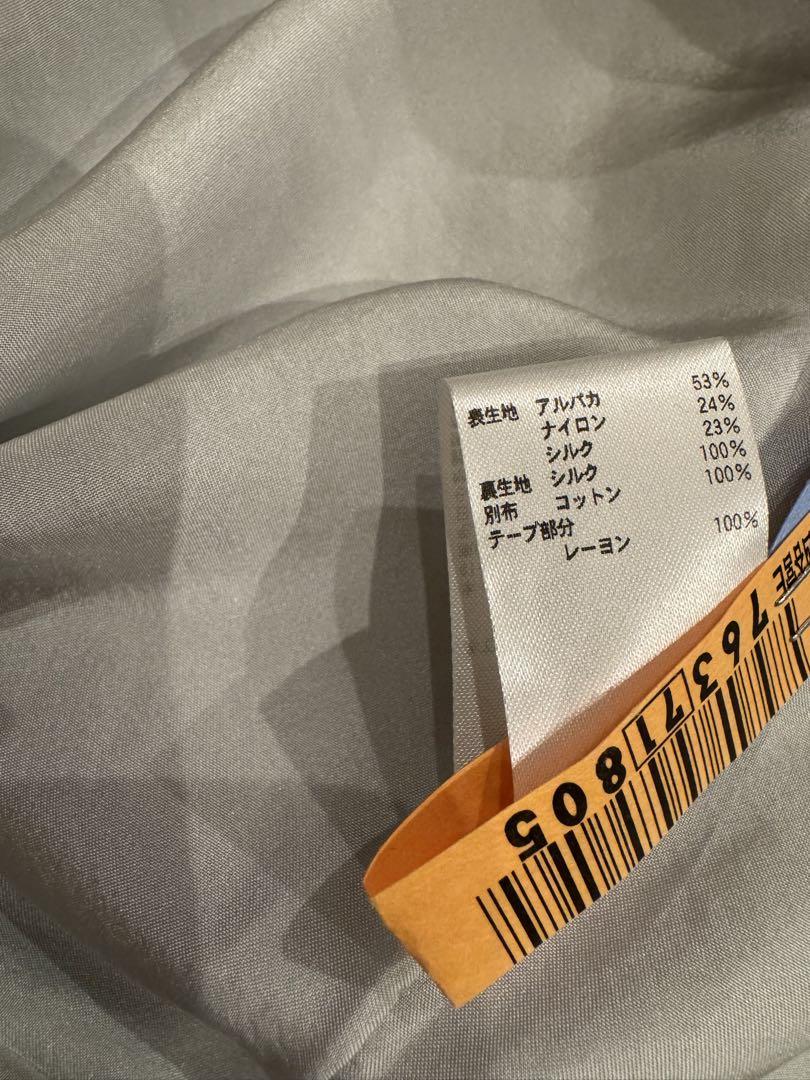 表生地 アルパカ 53%
ナイロン 24%
シルク 23%
裏生地 シルク 100%
別布 コットン 100%
テープ部分
レーヨン 100%
7637 1805